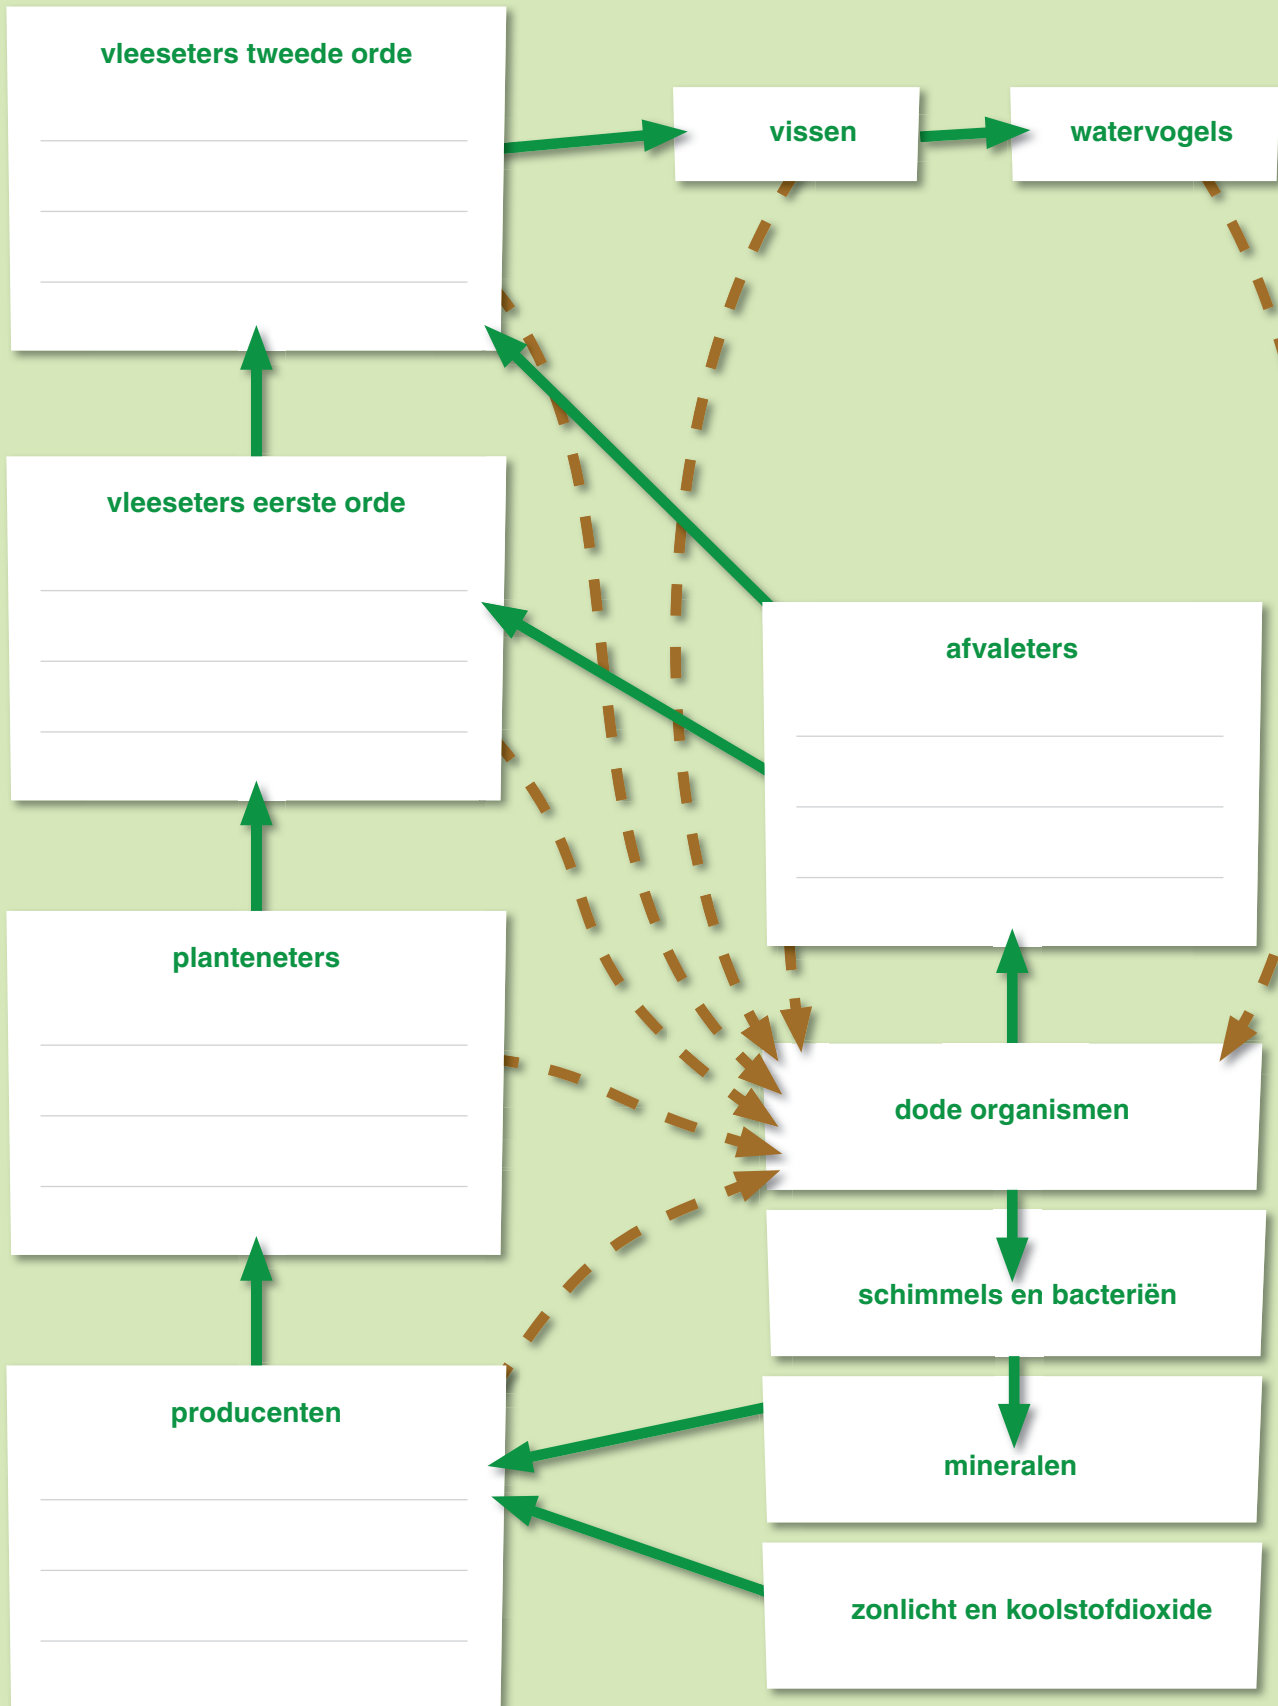 vleeseters tweede orde
vissen
watervogels
vleeseters eerste orde
afvaleters
planteneters
dode organismen
schimmels en bacteriën
producenten
mineralen
zonlicht en koolstofdioxide